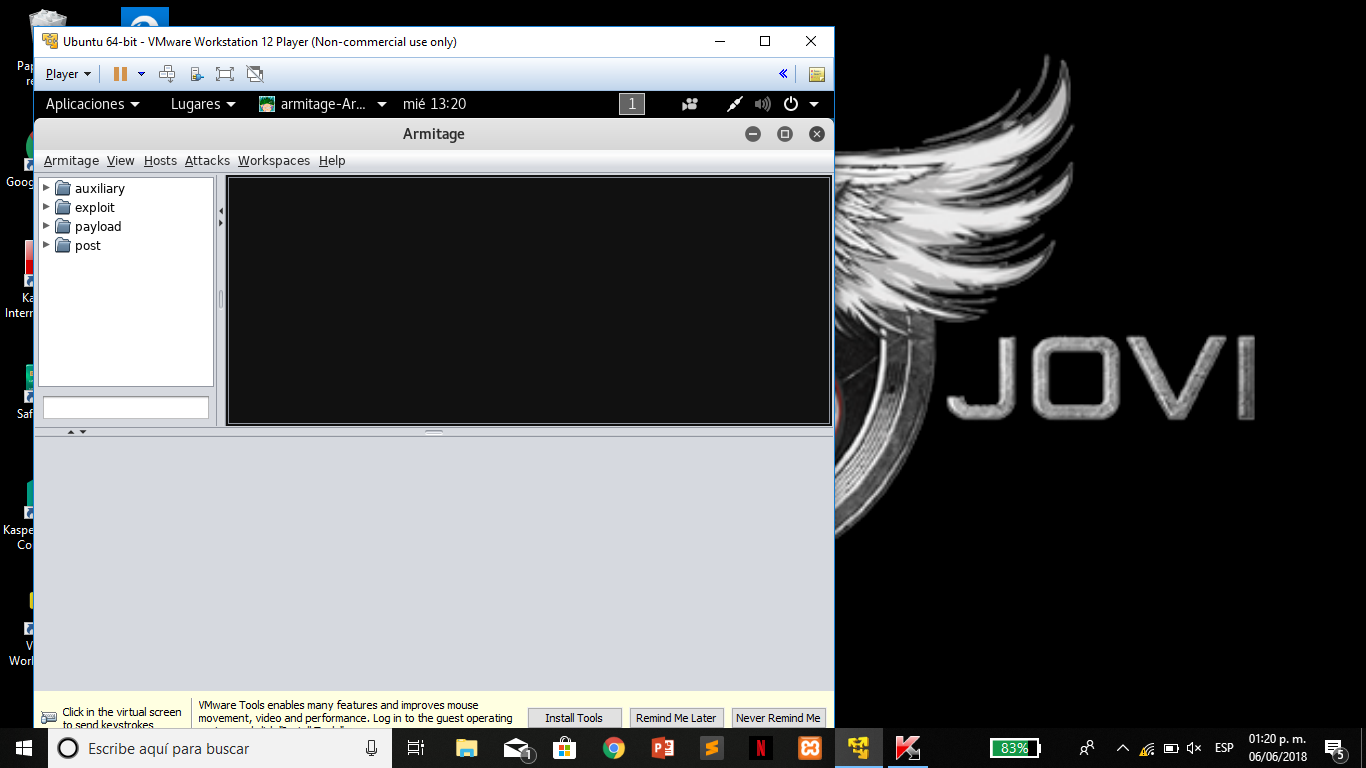 Ubuntu 64-bit - VMware Workstation 12 Player (Non-commercial use only)
Player
Aplicaciones Lugares armitage-Ar... mié 13:20 1
Armitage
Armitage View Hosts Attacks Workspaces Help
auxiliary
exploit
payload
post
Click in the virtual screen
to send keystrokes
VMware Tools enables many features and improves mouse
movement, video and performance. Log in to the guest operating
Install Tools Remind Me Later Never Remind Me
Pap
re
Goog
Ka
Intern
Saf
Kaspe
Co
V
Work
JOVI
Escribe aquí para buscar
1
83%
ESP
01:20 p. m.
06/06/2018
5